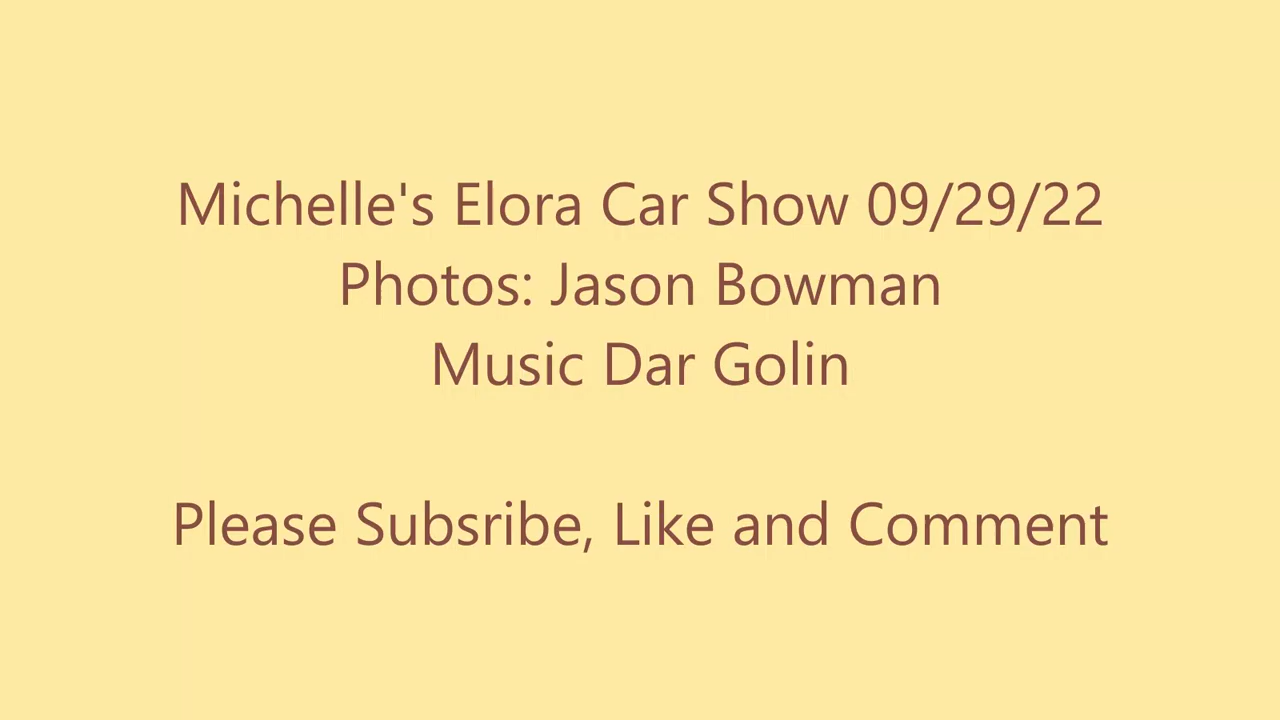 Michelle's Elora Car Show 09/29/22
Photos: Jason Bowman
Music Dar Golin
Please Subsribe, Like and Comment